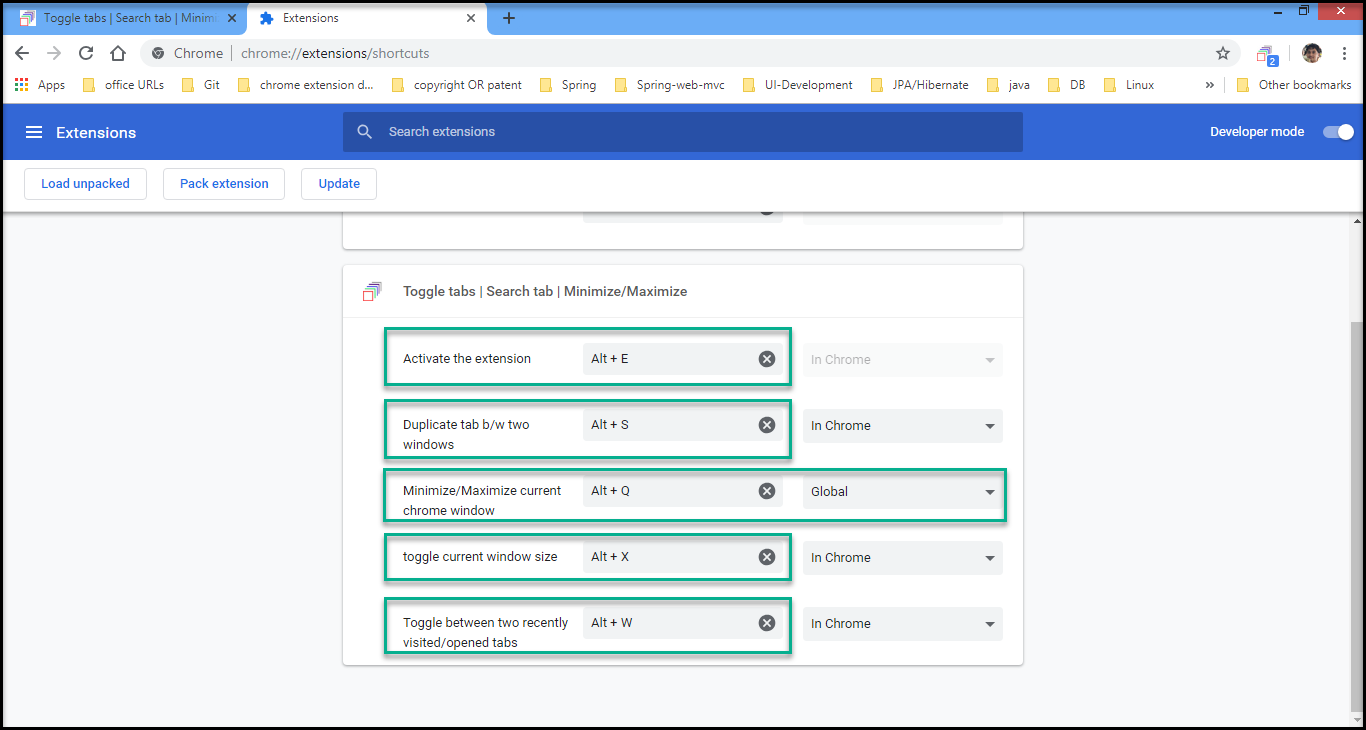 Toggle tabs | Search tab | Minim
Extensions
Chrome
chrome://extensions/shortcuts
2
Apps
office URLs
Git
chrome extension d...
copyright OR patent
Spring
Spring-web-mvc
UI-Development
JPA/Hibernate
java
DB
Linux
»
Other bookmarks
Extensions
Search extensions
Developer mode
Load unpacked
Pack extension
Update
Toggle tabs | Search tab | Minimize/Maximize
Activate the extension
Alt + E
In Chrome
Duplicate tab b/w two
windows
Alt + S
In Chrome
Minimize/Maximize current
chrome window
Alt + Q
Global
toggle current window size
Alt + X
In Chrome
Toggle between two recently
visited/opened tabs
Alt + W
In Chrome